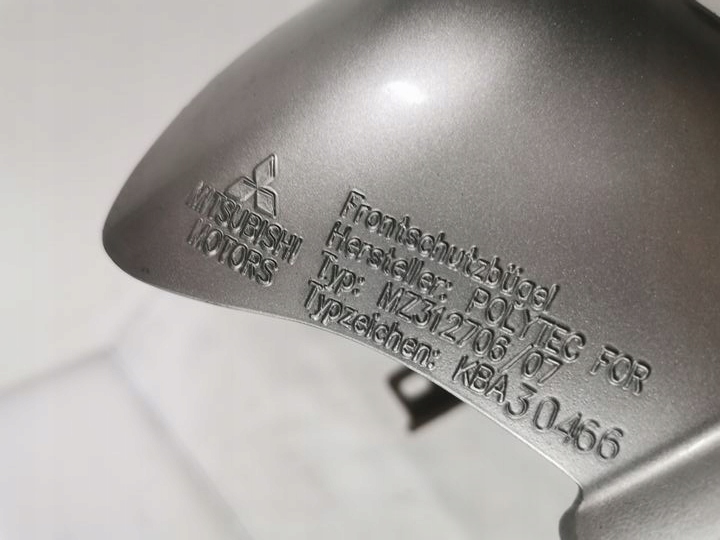 MITSUBISHI
MOTORS
Frontschutzbügel
Hersteller: POLYTEC FOR
Typ: MZ312706/07
Typzeichen: KBA30466